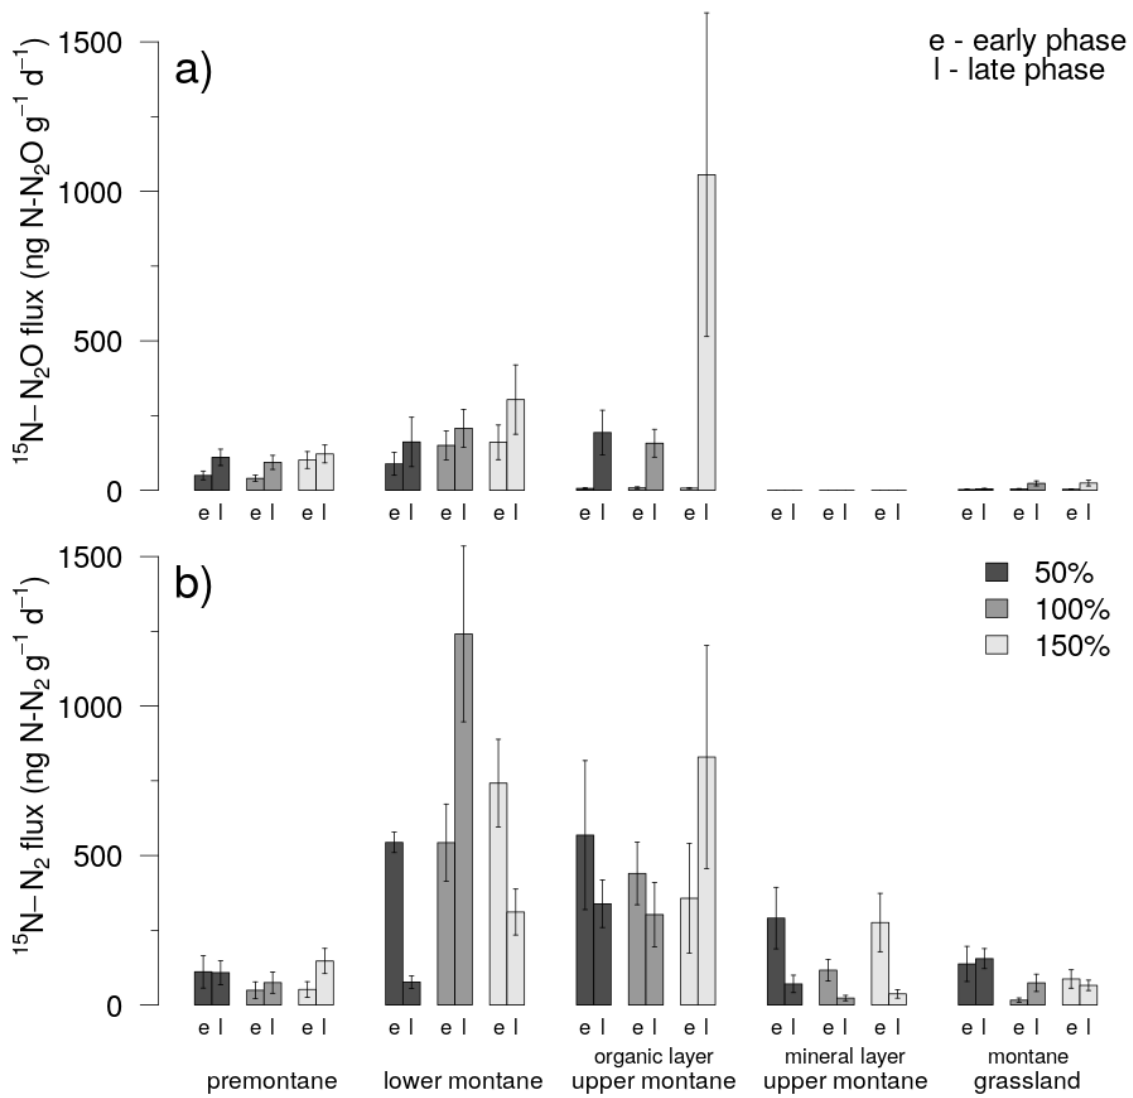 e - early phase
l - late phase
a)
¹⁵N– N₂O flux (ng N-N₂O g⁻¹ d⁻¹)
1500
1000
500
0
e l e l e l e l e l e l e l e l e l e l e l e l e l e l e l
b)
50%
100%
150%
¹⁵N– N₂ flux (ng N-N₂ g⁻¹ d⁻¹)
1500
1000
500
0
e l e l e l e l e l e l e l e l e l e l e l e l e l e l e l
organic layer mineral layer montane
premontane lower montane upper montane upper montane grassland